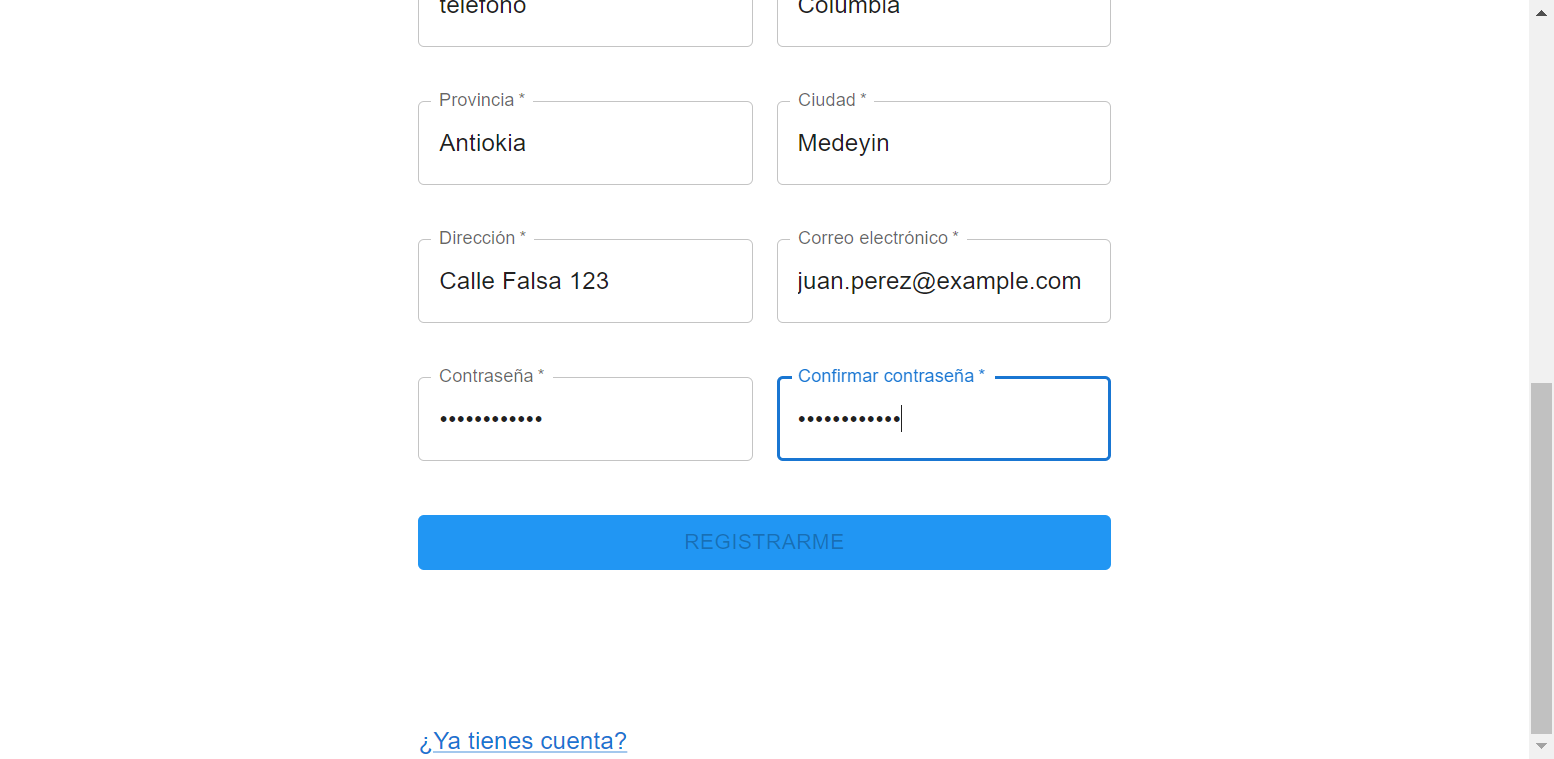 telefono
Columbia
Provincia *
Ciudad *
Antiokia
Medeyin
Dirección *
Correo electrónico *
Calle Falsa 123
juan.perez@example.com
Contraseña *
Confirmar contraseña *
••••••••••••
••••••••••••
REGISTRARME
¿Ya tienes cuenta?